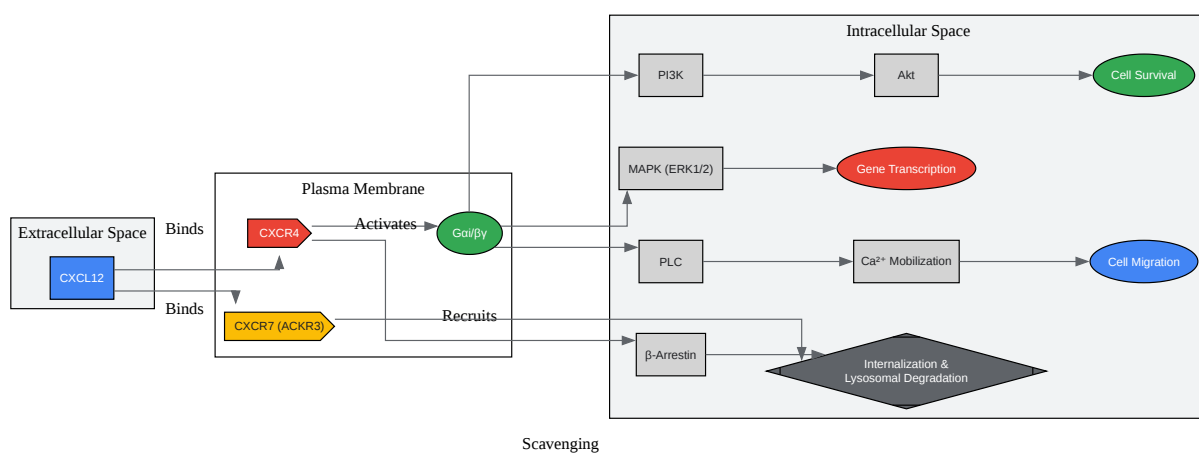 Intracellular Space
PI3K
Akt
Cell Survival
MAPK (ERK1/2)
Gene Transcription
Plasma Membrane
Extracellular Space
Binds
CXCR4
Activates
Gαi/βγ
CXCL12
PLC
Ca²⁺ Mobilization
Cell Migration
Binds
CXCR7 (ACKR3)
Recruits
β-Arrestin
Internalization &
Lysosomal Degradation
Scavenging